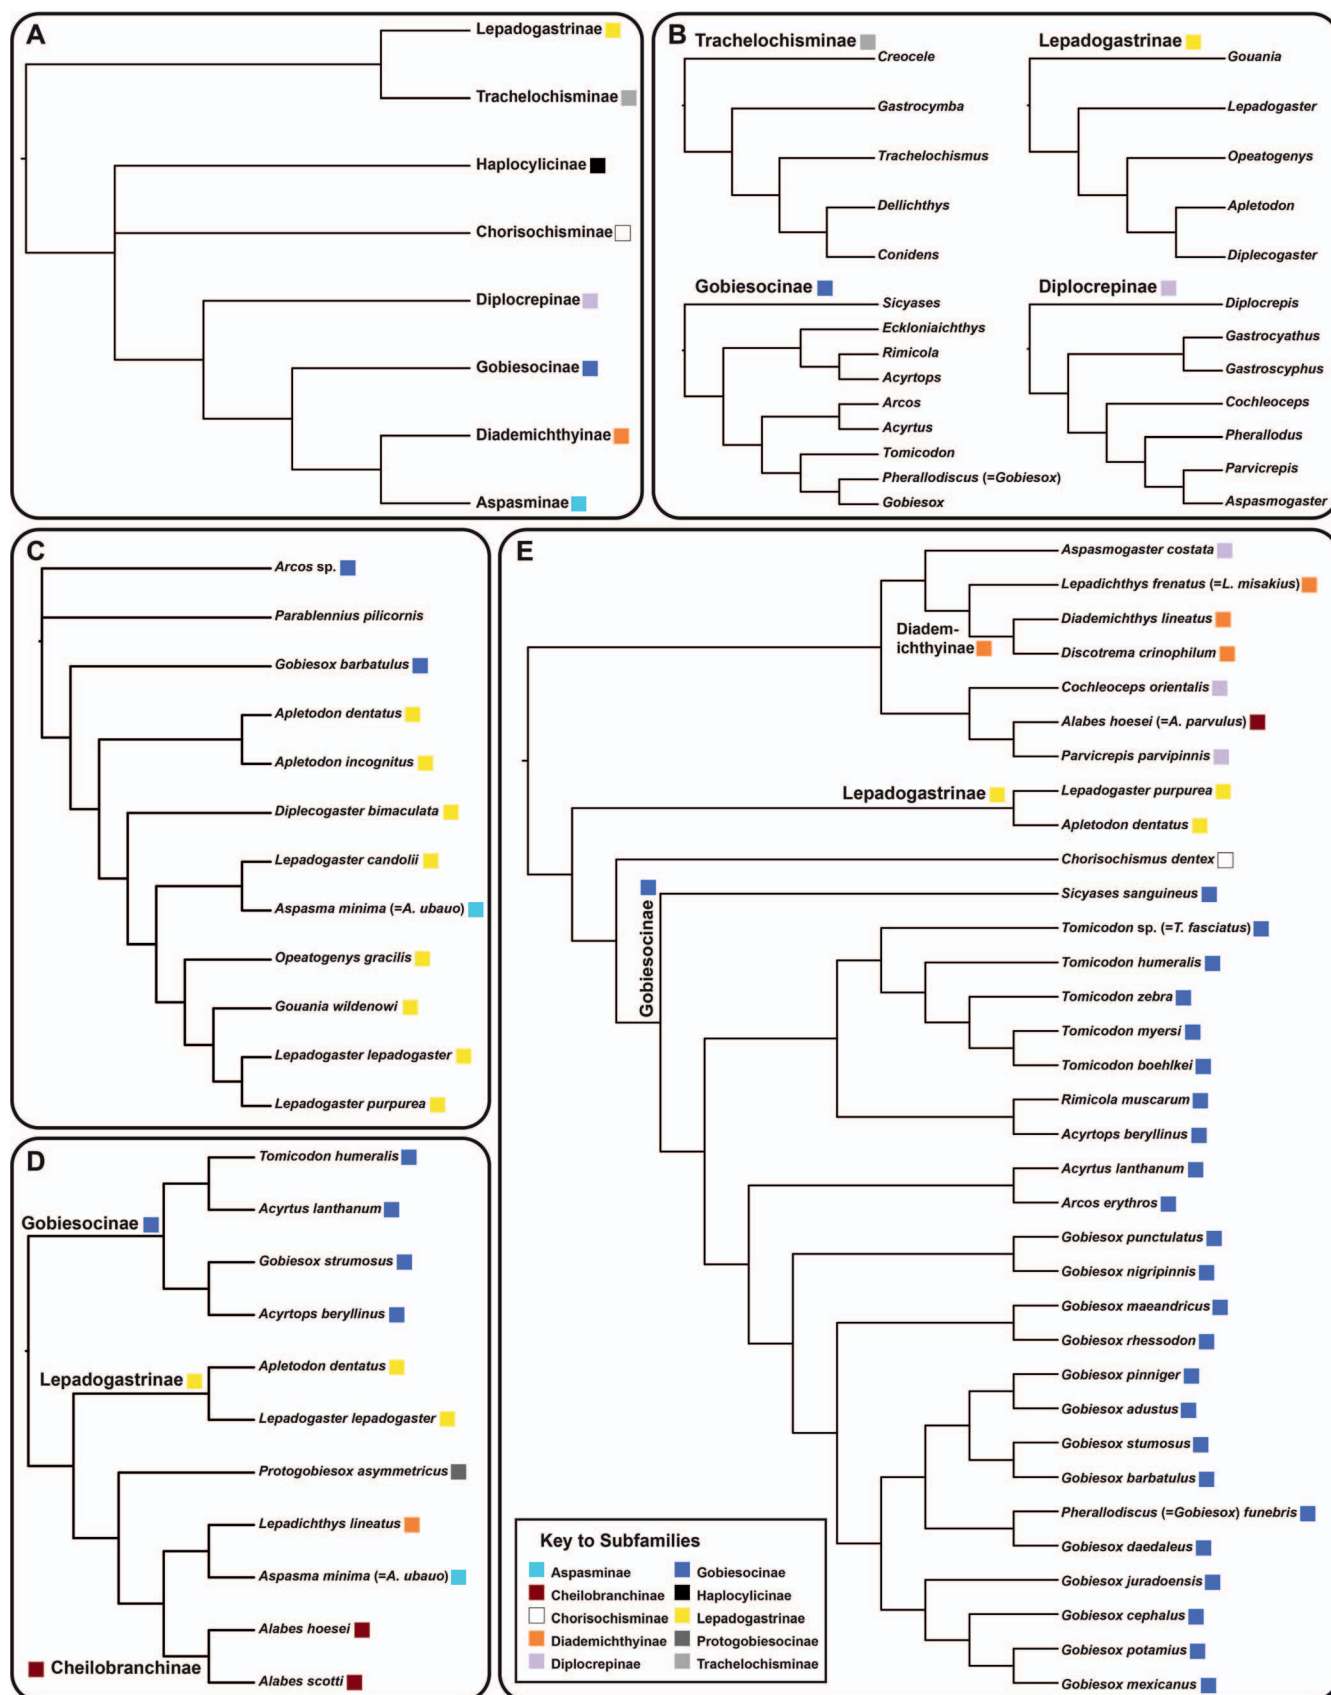 A
Lepadogastrinae
Trachelochisminae
Haplocylicinae
Chorisochisminae
Diplocrepinae
Gobiesocinae
Diademichthyinae
Aspasminae
B
Trachelochisminae
Creocele
Gastrocymba
Trachelochismus
Dellichthys
Conidens
Lepadogastrinae
Gouania
Lepadogaster
Opeatogenys
Apletodon
Diplecogaster
Gobiesocinae
Sicyases
Eckloniaichthys
Rimicola
Acyrtops
Arcos
Acyrtus
Tomicodon
Pherallodiscus (=Gobiesox)
Gobiesox
Diplocrepinae
Diplocrepis
Gastrocyathus
Gastroscyphus
Cochleoceps
Pherallodus
Parvicrepis
Aspasmogaster
C
Arcos sp.
Parablennius pilicornis
Gobiesox barbatulus
Apletodon dentatus
Apletodon incognitus
Diplecogaster bimaculata
Lepadogaster candolii
Aspasma minima (=A. ubauo)
Opeatogenys gracilis
Gouania wildenowi
Lepadogaster lepadogaster
Lepadogaster purpurea
D
Tomicodon humeralis
Acyrtus lanthanum
Gobiesocinae
Gobiesox strumosus
Acyrtops beryllinus
Apletodon dentatus
Lepadogastrinae
Lepadogaster lepadogaster
Protogobiesox asymmetricus
Lepadichthys lineatus
Aspasma minima (=A. ubauo)
Alabes hoesei
Cheilobranchinae
Alabes scotti
E
Aspasmogaster costata
Lepadichthys frenatus (=L. misakius)
Diadem-
ichthyinae
Diademichthys lineatus
Discotrema crinophilum
Cochleoceps orientalis
Alabes hoesei (=A. parvulus)
Parvicrepis parvipinnis
Lepadogastrinae
Lepadogaster purpurea
Apletodon dentatus
Chorisochismus dentex
Gobiesocinae
Sicyases sanguineus
Tomicodon sp. (=T. fasciatus)
Tomicodon humeralis
Tomicodon zebra
Tomicodon myersi
Tomicodon boehlkei
Rimicola muscarum
Acyrtops beryllinus
Acyrtus lanthanum
Arcos erythros
Gobiesox punctulatus
Gobiesox nigripinnis
Gobiesox maeandricus
Gobiesox rhessodon
Gobiesox pinniger
Gobiesox adustus
Gobiesox stumosus
Gobiesox barbatulus
Pherallodiscus (=Gobiesox) funebris
Gobiesox daedaleus
Gobiesox juradoensis
Gobiesox cephalus
Gobiesox potamius
Gobiesox mexicanus
Key to Subfamilies
Aspasminae
Cheilobranchinae
Chorisochisminae
Diademichthyinae
Diplocrepinae
Gobiesocinae
Haplocylicinae
Lepadogastrinae
Protogobiesocinae
Trachelochisminae